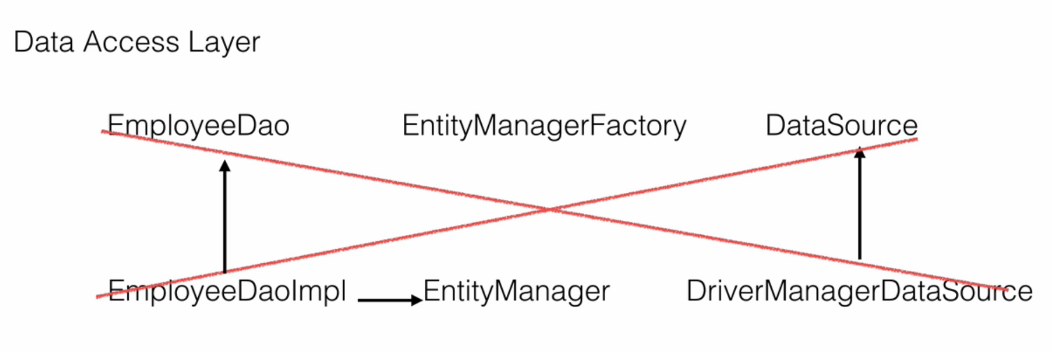 Data Access Layer
EmployeeDao EntityManagerFactory DataSource
EmployeeDaoImpl EntityManager DriverManagerDataSource